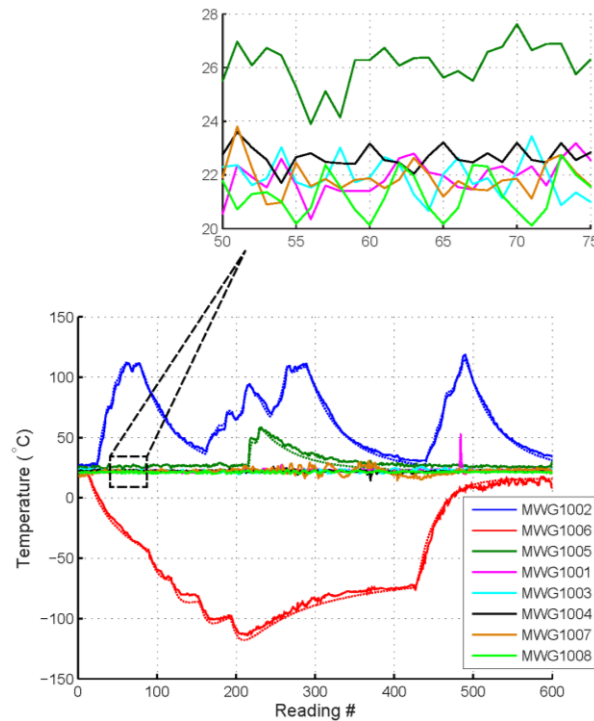 28
26
24
22
20
50 55 60 65 70 75
150
100
50
0
−50
−100
−150
Temperature (°C)
MWG1002
MWG1006
MWG1005
MWG1001
MWG1003
MWG1004
MWG1007
MWG1008
0 100 200 300 400 500 600
Reading #